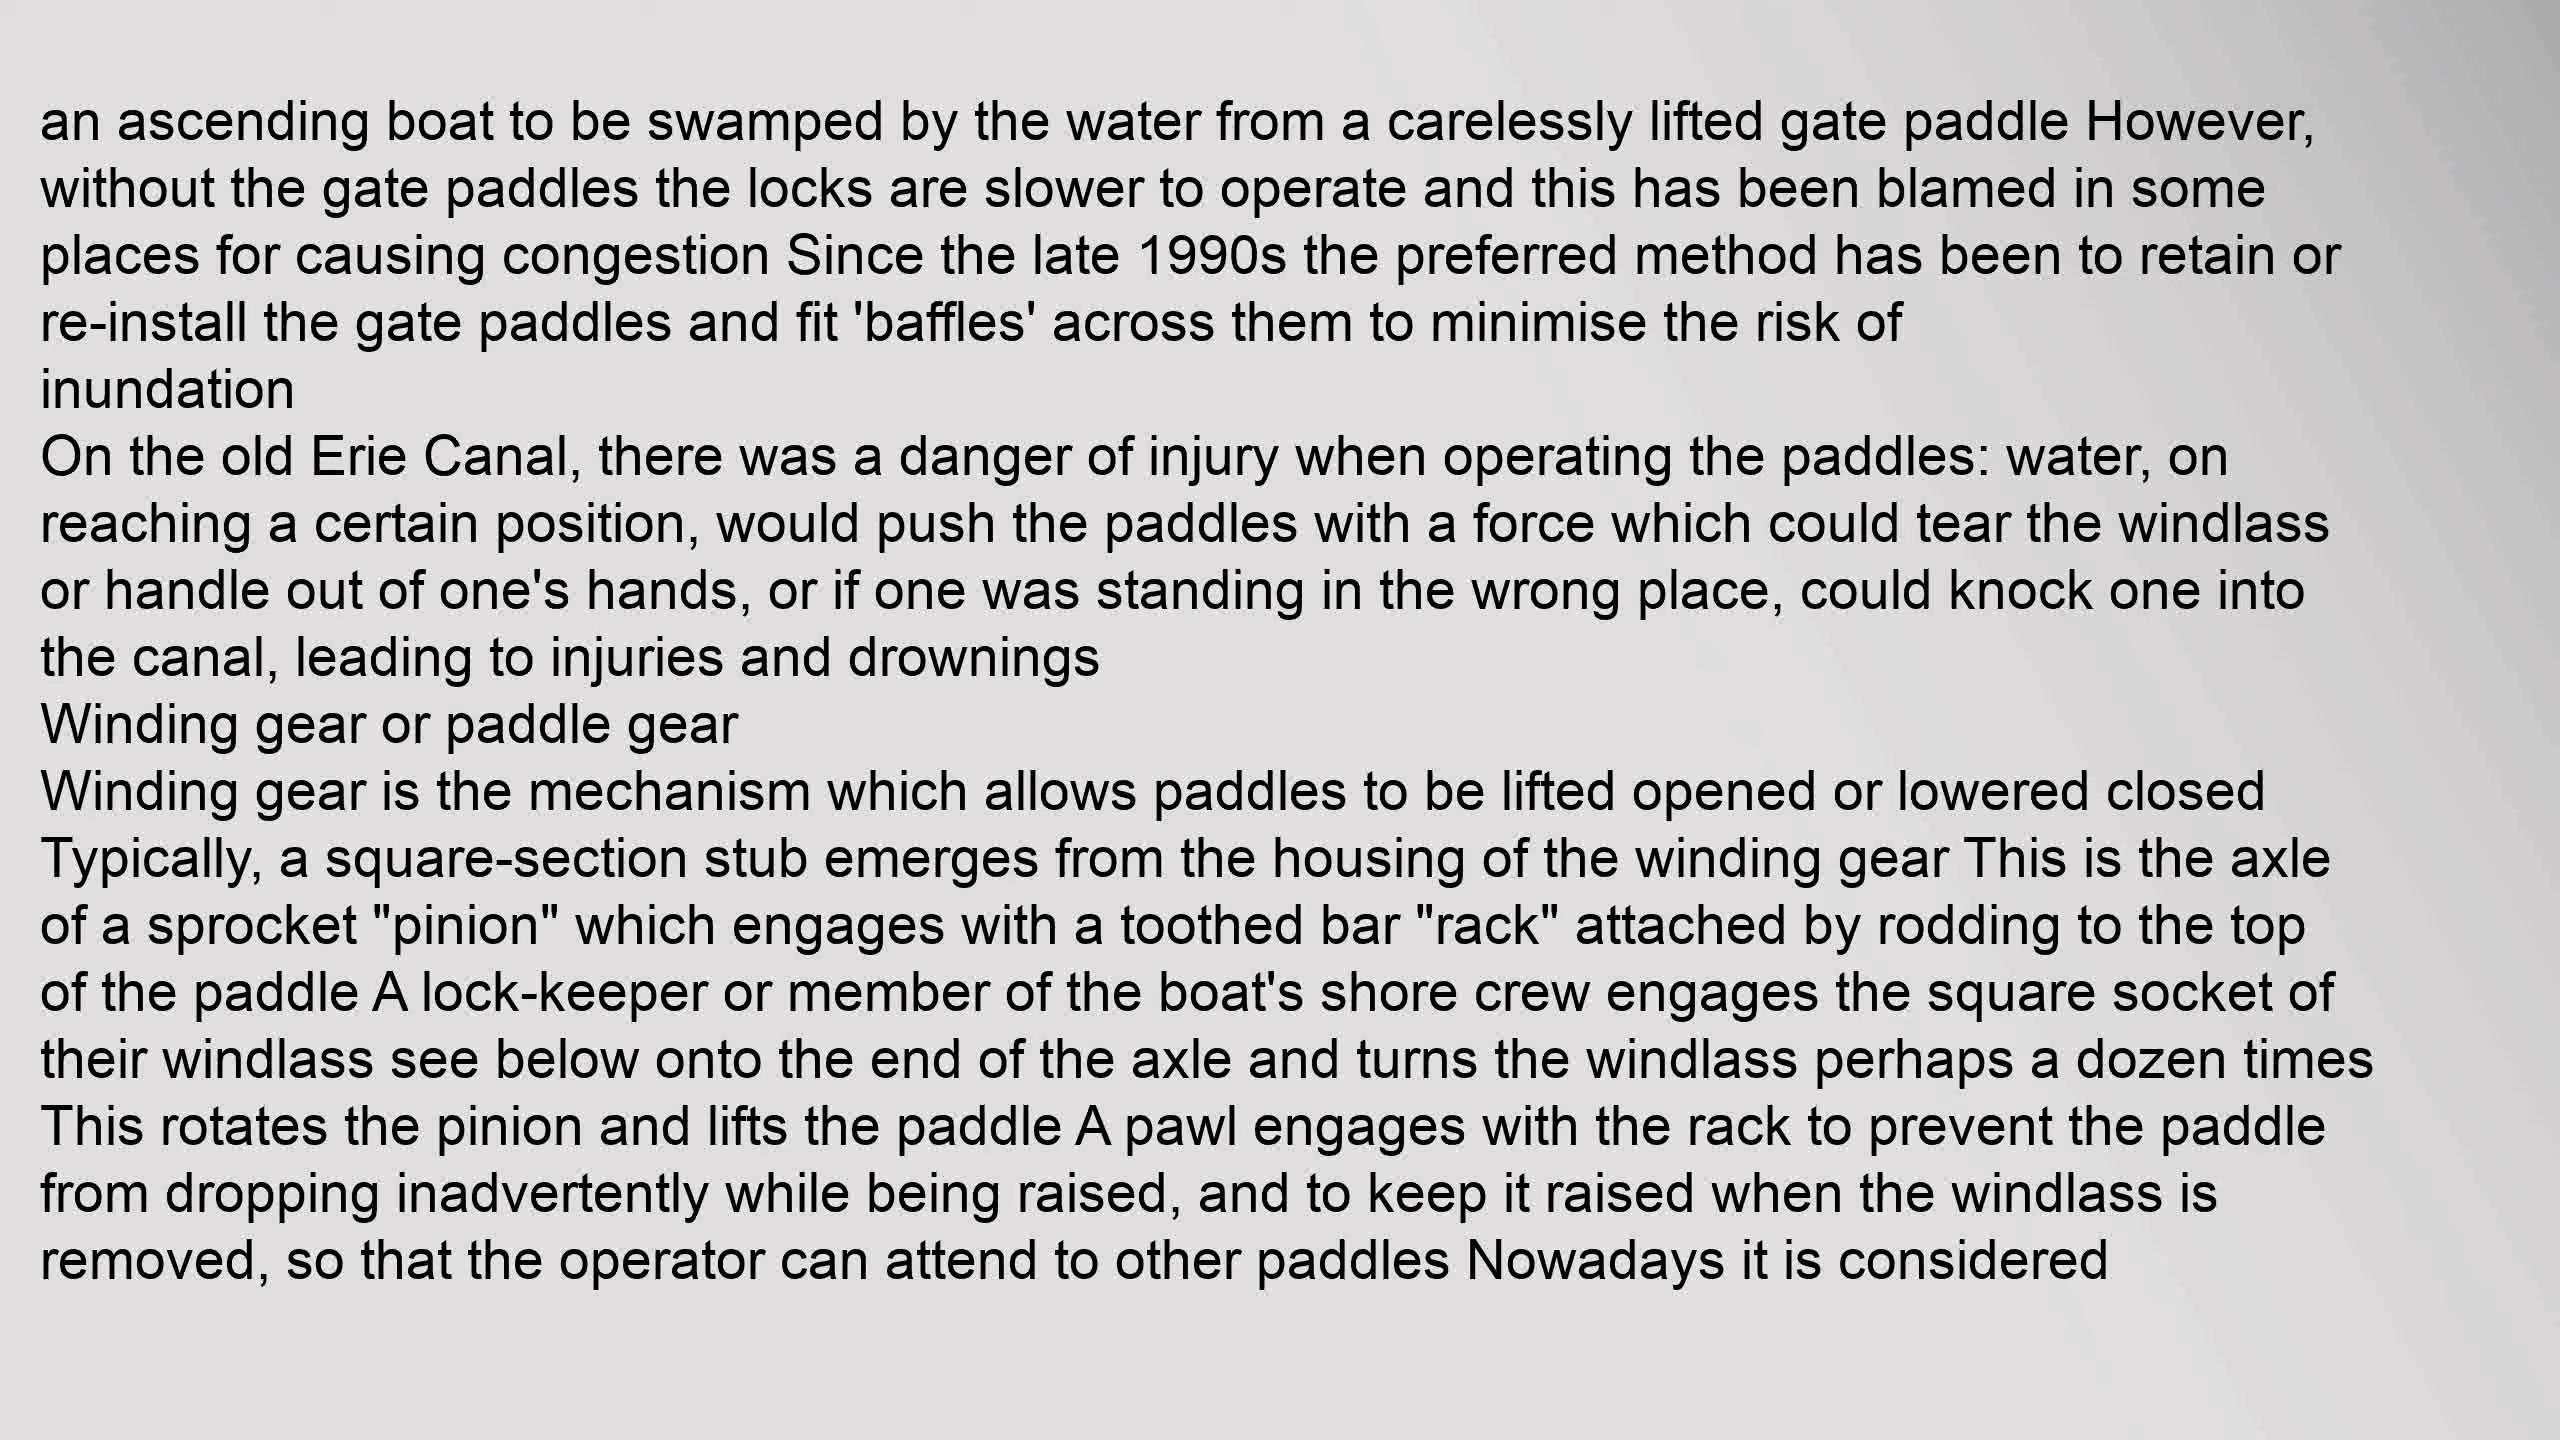 an ascending boat to be swamped by the water from a carelessly lifted gate paddle However,
without the gate paddles the locks are slower to operate and this has been blamed in some
places for causing congestion Since the late 1990s the preferred method has been to retain or
re-install the gate paddles and fit 'baffles' across them to minimise the risk of
inundation
On the old Erie Canal, there was a danger of injury when operating the paddles: water, on
reaching a certain position, would push the paddles with a force which could tear the windlass
or handle out of one's hands, or if one was standing in the wrong place, could knock one into
the canal, leading to injuries and drownings
Winding gear or paddle gear
Winding gear is the mechanism which allows paddles to be lifted opened or lowered closed
Typically, a square-section stub emerges from the housing of the winding gear This is the axle
of a sprocket "pinion" which engages with a toothed bar "rack" attached by rodding to the top
of the paddle A lock-keeper or member of the boat's shore crew engages the square socket of
their windlass see below onto the end of the axle and turns the windlass perhaps a dozen times
This rotates the pinion and lifts the paddle A pawl engages with the rack to prevent the paddle
from dropping inadvertently while being raised, and to keep it raised when the windlass is
removed, so that the operator can attend to other paddles Nowadays it is considered